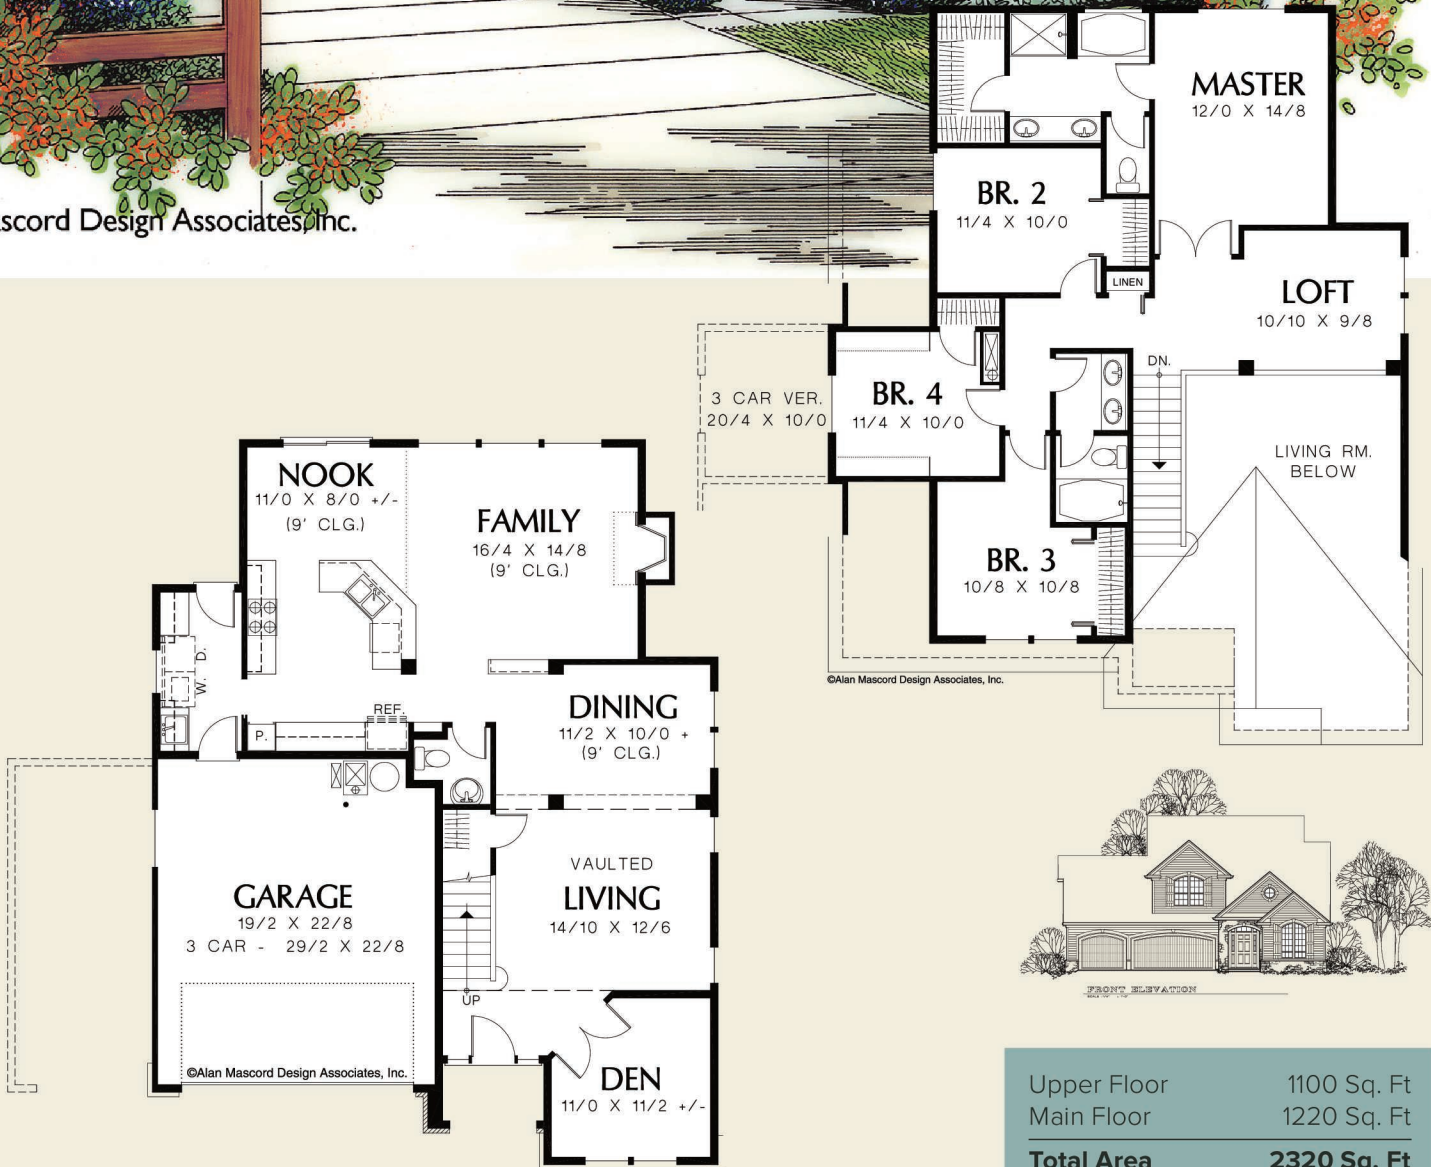 scord Design Associates, Inc.
MASTER
12/0 X 14/8
BR. 2
11/4 X 10/0
LINEN
LOFT
10/10 X 9/8
DN.
3 CAR VER.
20/4 X 10/0
BR. 4
11/4 X 10/0
LIVING RM.
BELOW
BR. 3
10/8 X 10/8
©Alan Mascord Design Associates, Inc.
NOOK
11/0 X 8/0 +/-
(9' CLG.)
FAMILY
16/4 X 14/8
(9' CLG.)
W. D.
REF.
P.
DINING
11/2 X 10/0 +
(9' CLG.)
VAULTED
LIVING
14/10 X 12/6
GARAGE
19/2 X 22/8
3 CAR - 29/2 X 22/8
UP
©Alan Mascord Design Associates, Inc.
DEN
11/0 X 11/2 +/-
FRONT ELEVATION
Upper Floor 1100 Sq. Ft
Main Floor 1220 Sq. Ft
Total Area 2320 Sq. Ft